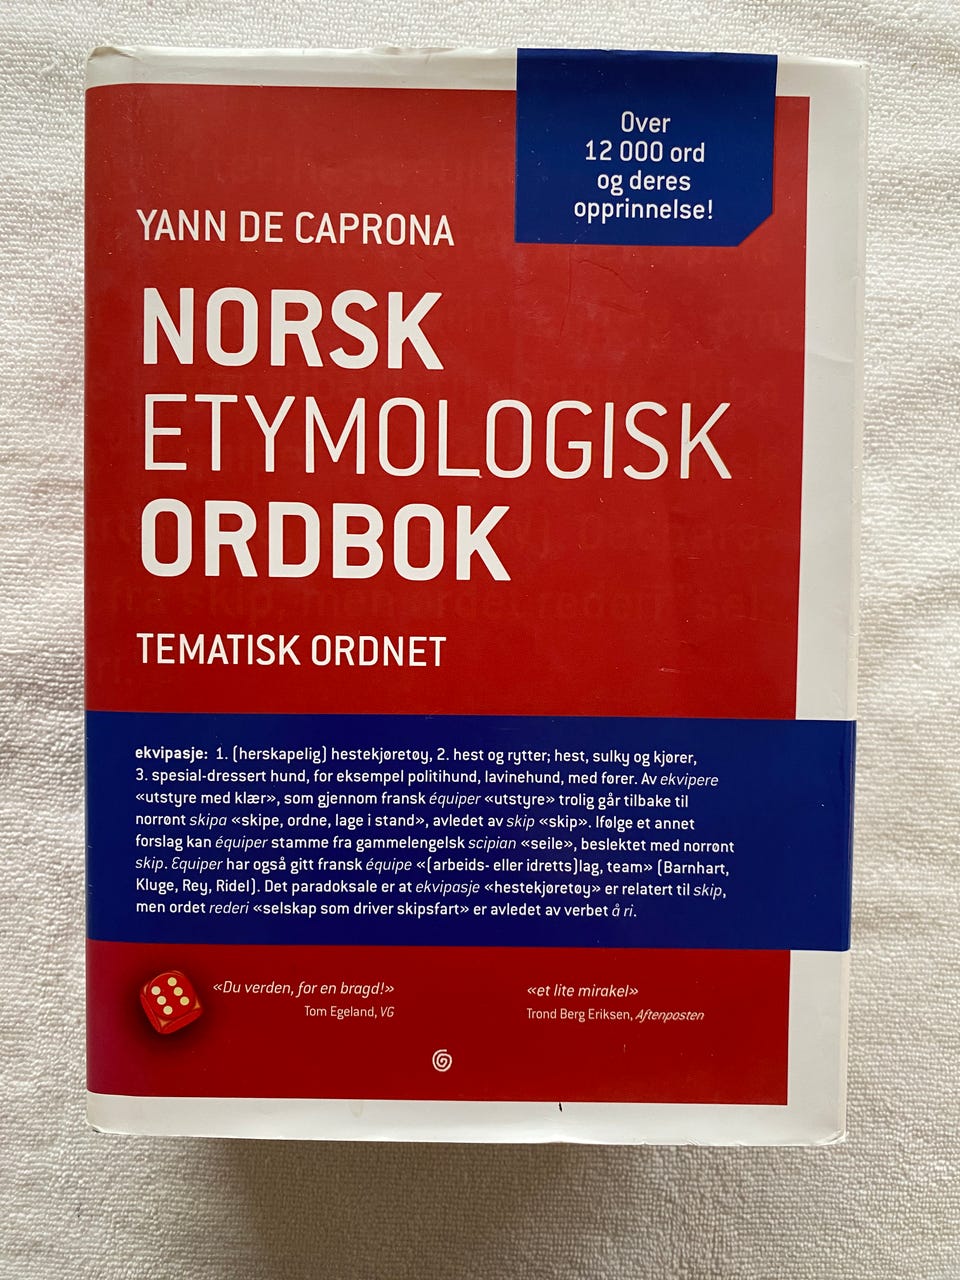 Over
12 000 ord
og deres
opprinnelse!
YANN DE CAPRONA
NORSK
ETYMOLOGISK
ORDBOK
TEMATISK ORDNET
ekvipasje: 1. (herskapelig) hestekjøretøy, 2. hest og rytter; hest, sulky og kjører,
3. spesial-dressert hund, for eksempel politihund, lavinehund, med fører. Av ekvipere
«utstyre med klær», som gjennom fransk équiper «utstyre» trolig går tilbake til
norrønt skipa «skipe, ordne, lage i stand», avledet av skip «skip». Ifølge et annet
forslag kan équiper stamme fra gammelengelsk scipian «seile», beslektet med norrønt
skip. Equiper har også gitt fransk équipe «(arbeids- eller idretts)lag, team» (Barnhart,
Kluge, Rey, Ridel). Det paradoksale er at ekvipasje «hestekjøretøy» er relatert til skip,
men ordet rederi «selskap som driver skipsfart» er avledet av verbet å ri.
«Du verden, for en bragd!»
Tom Egeland, VG
«et lite mirakel»
Trond Berg Eriksen, Aftenposten